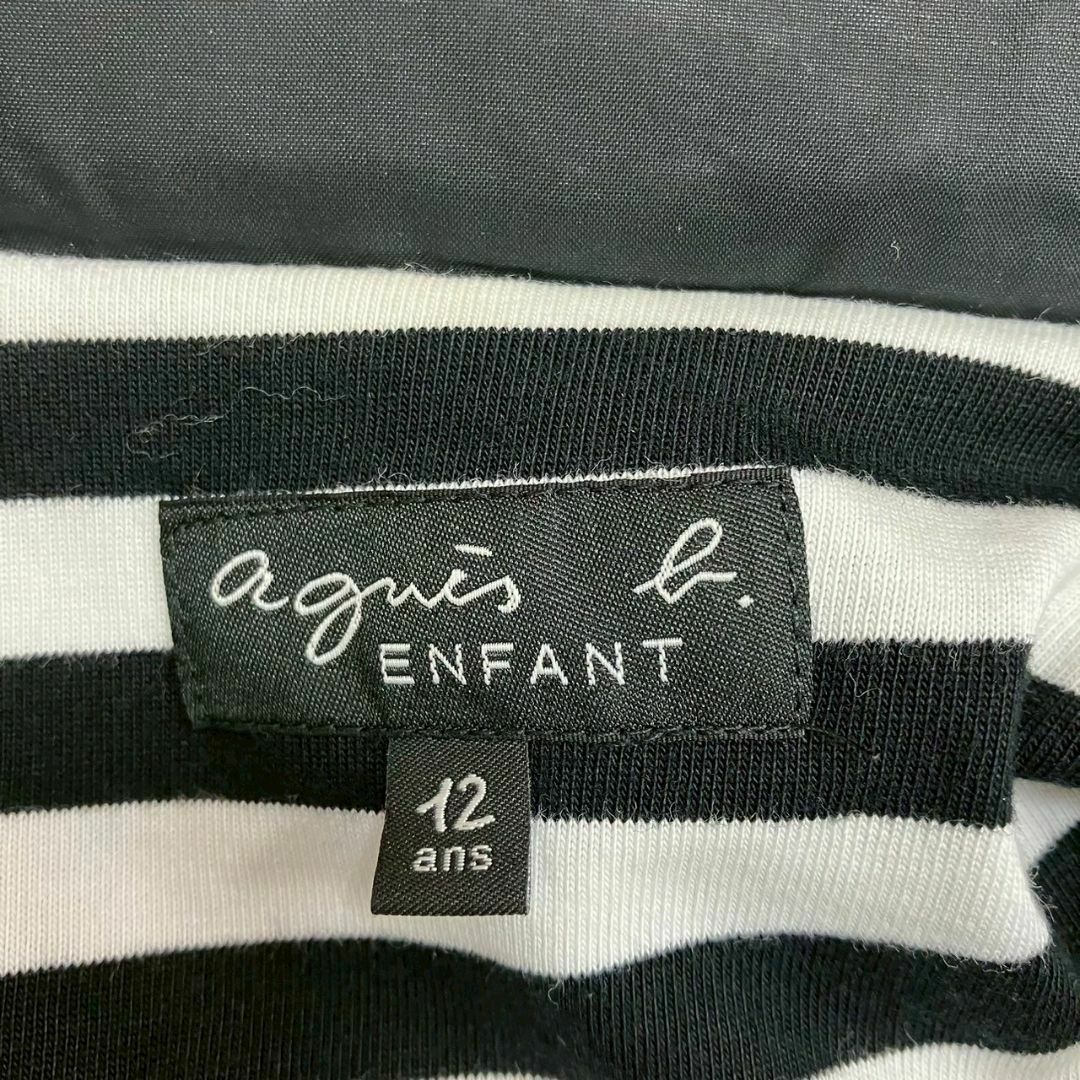 agnès b.
ENFANT
12
ans